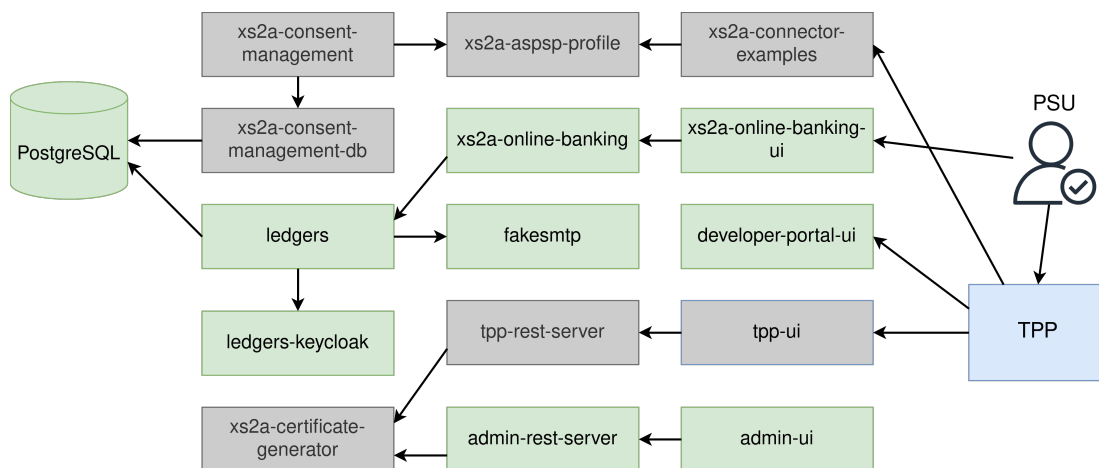 xs2a-consent-
management
xs2a-aspsp-profile
xs2a-connector-
examples
PSU
PostgreSQL
xs2a-consent-
management-db
xs2a-online-banking
xs2a-online-banking-
ui
ledgers
fakesmtp
developer-portal-ui
ledgers-keycloak
tpp-rest-server
tpp-ui
TPP
xs2a-certificate-
generator
admin-rest-server
admin-ui